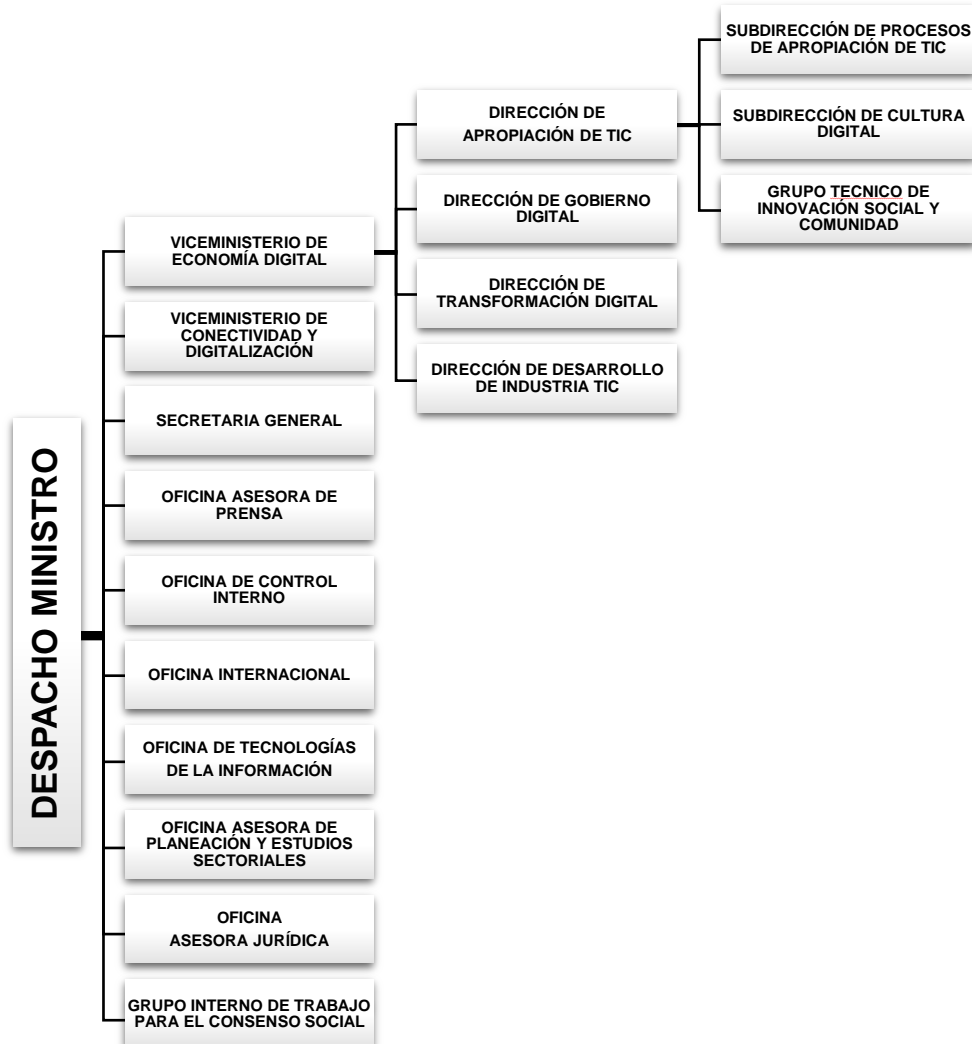 DESPACHO MINISTRO
VICEMINISTERIO DE
ECONOMÍA DIGITAL
DIRECCIÓN DE
APROPIACIÓN DE TIC
SUBDIRECCIÓN DE PROCESOS
DE APROPIACIÓN DE TIC
SUBDIRECCIÓN DE CULTURA
DIGITAL
GRUPO TECNICO DE
INNOVACIÓN SOCIAL Y
COMUNIDAD
DIRECCIÓN DE GOBIERNO
DIGITAL
DIRECCIÓN DE
TRANSFORMACIÓN DIGITAL
DIRECCIÓN DE DESARROLLO
DE INDUSTRIA TIC
VICEMINISTERIO DE
CONECTIVIDAD Y
DIGITALIZACIÓN
SECRETARIA GENERAL
OFICINA ASESORA DE
PRENSA
OFICINA DE CONTROL
INTERNO
OFICINA INTERNACIONAL
OFICINA DE TECNOLOGÍAS
DE LA INFORMACIÓN
OFICINA ASESORA DE
PLANEACIÓN Y ESTUDIOS
SECTORIALES
OFICINA
ASESORA JURÍDICA
GRUPO INTERNO DE TRABAJO
PARA EL CONSENSO SOCIAL